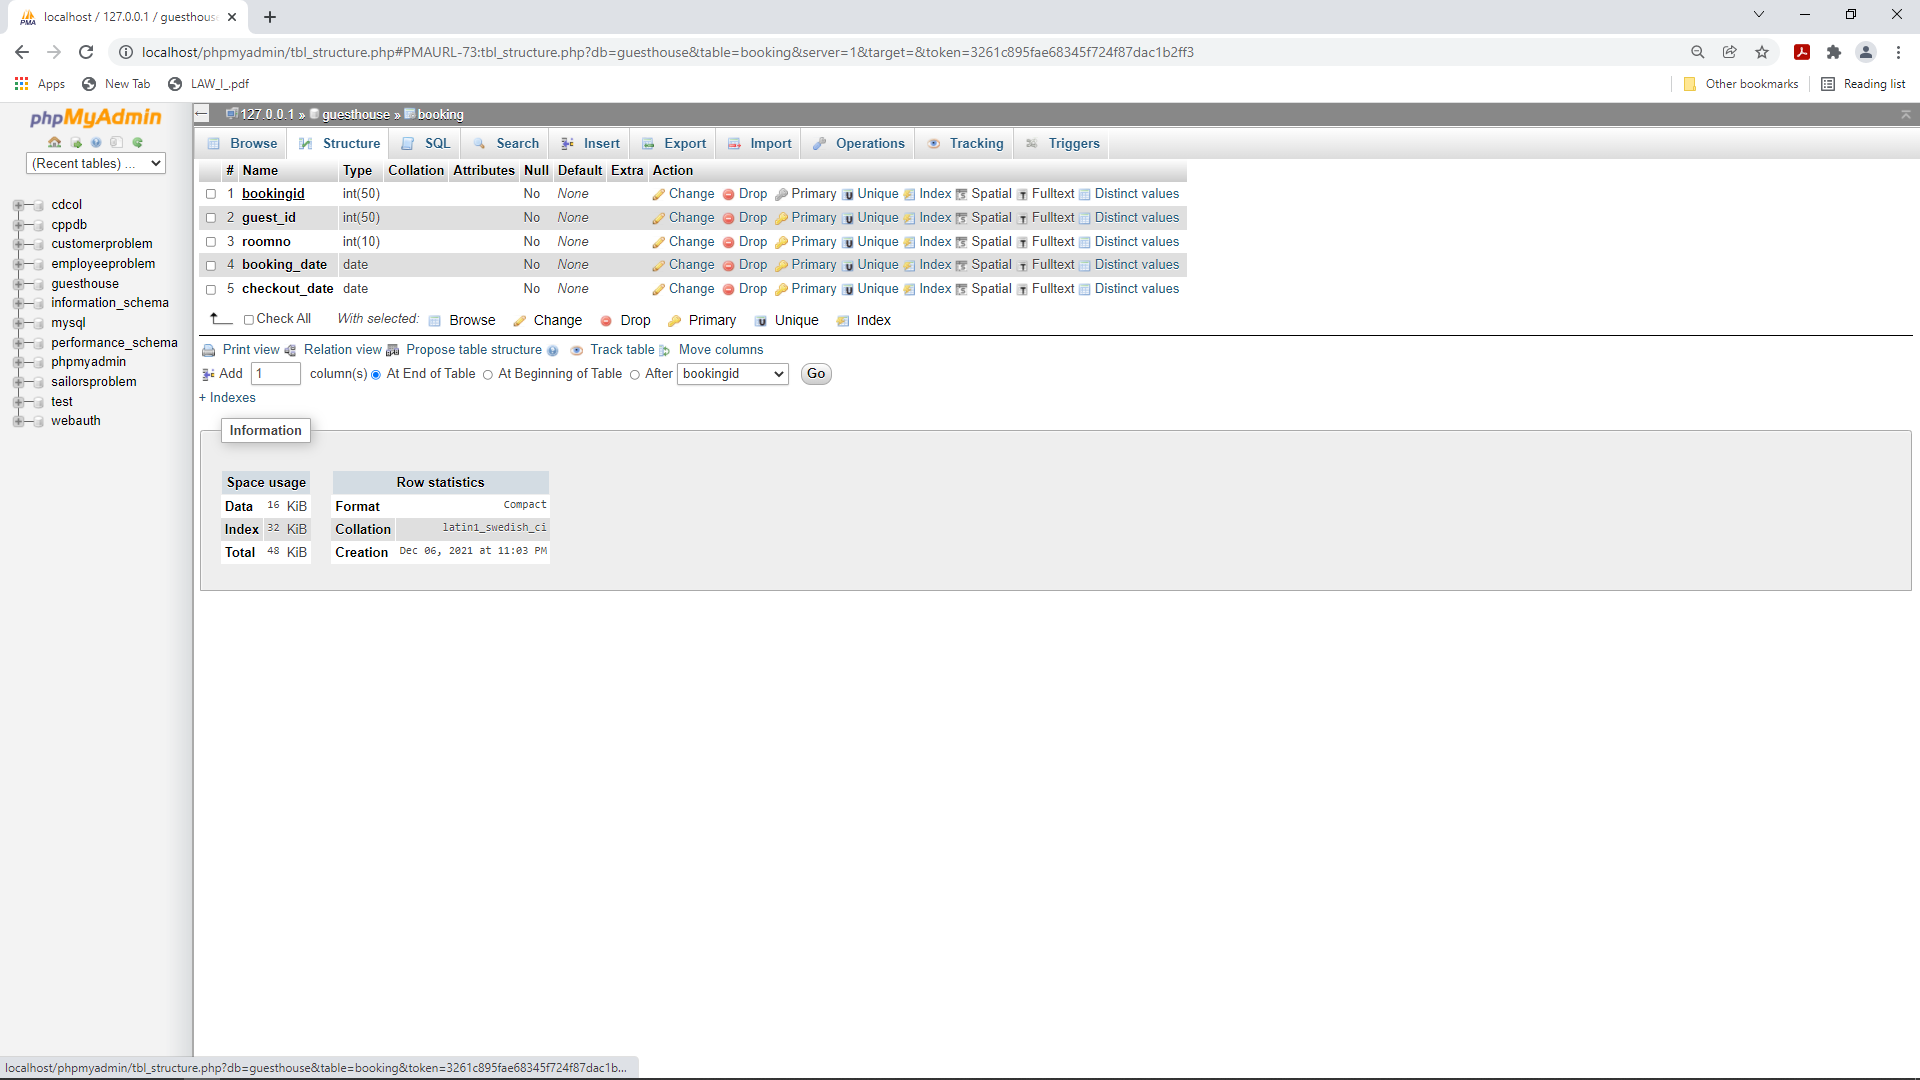 localhost / 127.0.0.1 / guesthous
localhost/phpmyadmin/tbl_structure.php#PMAURL-73:tbl_structure.php?db=guesthouse&table=booking&server=1&target=&token=3261c895fae68345f724f87dac1b2ff3
Apps New Tab LAW_I_.pdf Other bookmarks Reading list
phpMyAdmin
(Recent tables) ...
cdcol
cppdb
customerproblem
employeeproblem
guesthouse
information_schema
mysql
performance_schema
phpmyadmin
sailorsproblem
test
webauth
127.0.0.1 » guesthouse » booking
Browse Structure SQL Search Insert Export Import Operations Tracking Triggers
# Name Type Collation Attributes Null Default Extra Action
1 bookingid int(50) No None Change Drop Primary Unique Index Spatial Fulltext Distinct values
2 guest_id int(50) No None Change Drop Primary Unique Index Spatial Fulltext Distinct values
3 roomno int(10) No None Change Drop Primary Unique Index Spatial Fulltext Distinct values
4 booking_date date No None Change Drop Primary Unique Index Spatial Fulltext Distinct values
5 checkout_date date No None Change Drop Primary Unique Index Spatial Fulltext Distinct values
Check All With selected: Browse Change Drop Primary Unique Index
Print view Relation view Propose table structure Track table Move columns
Add 1 column(s) At End of Table At Beginning of Table After bookingid Go
+ Indexes
Information
Space usage
Data 16 KiB
Index 32 KiB
Total 48 KiB
Row statistics
Format Compact
Collation latin1_swedish_ci
Creation Dec 06, 2021 at 11:03 PM
localhost/phpmyadmin/tbl_structure.php?db=guesthouse&table=booking&token=3261c895fae68345f724f87dac1b...